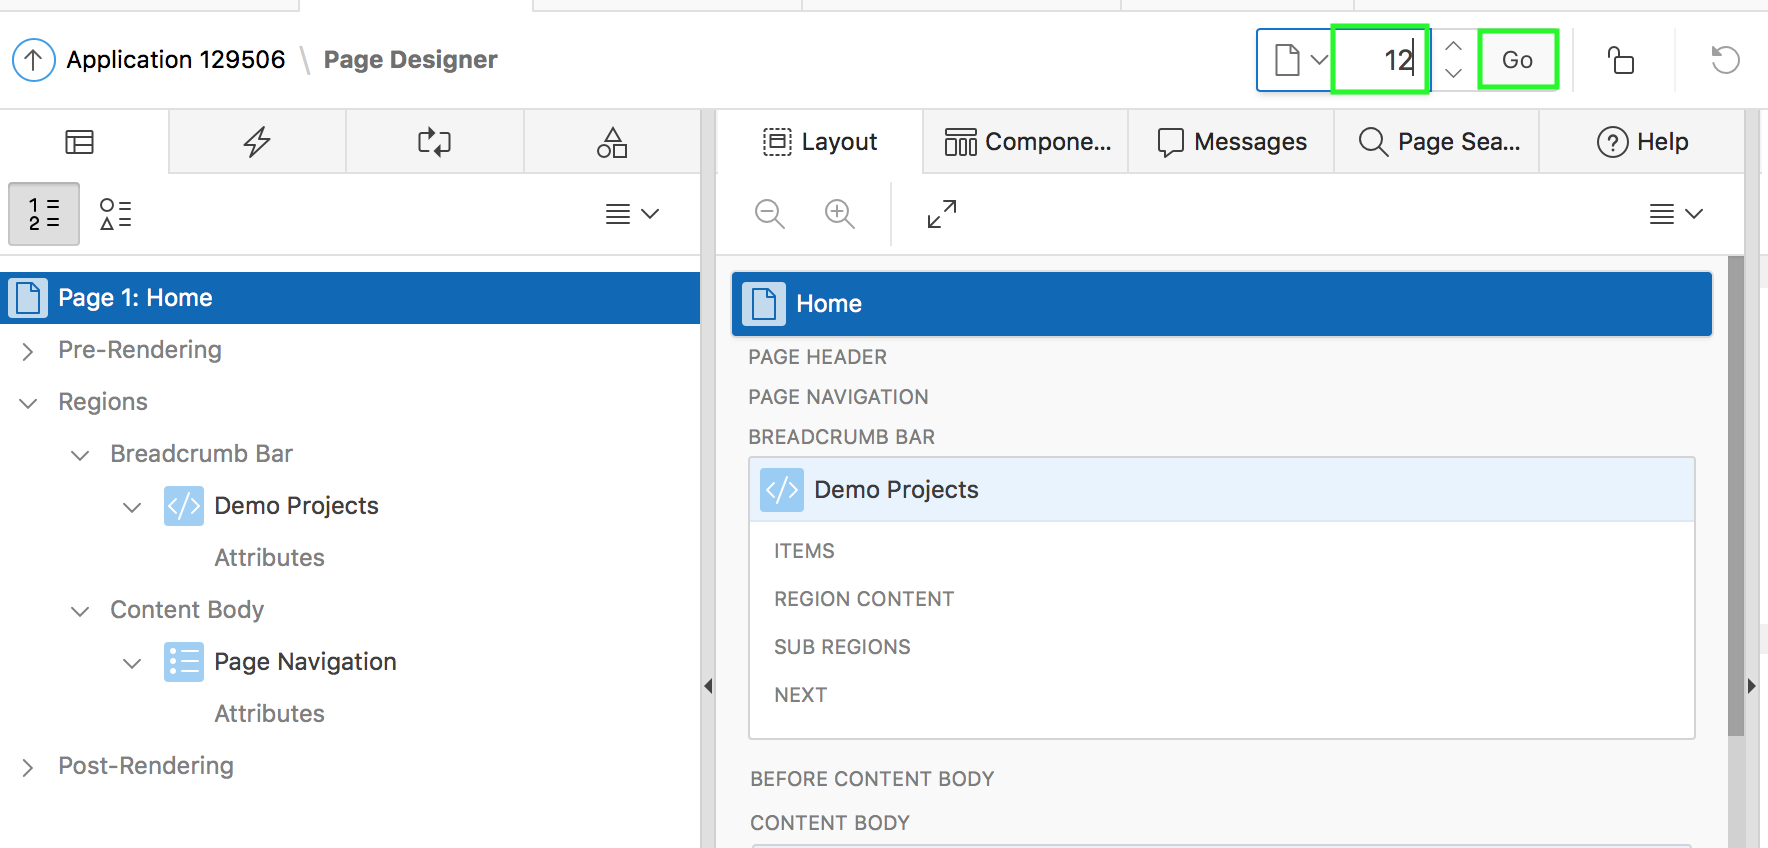 Application 129506 \ Page Designer
12
Go
Layout
Compone...
Messages
Page Sea...
Help
1
2
Page 1: Home
Pre-Rendering
Regions
Breadcrumb Bar
Demo Projects
Attributes
Content Body
Page Navigation
Attributes
Post-Rendering
Home
PAGE HEADER
PAGE NAVIGATION
BREADCRUMB BAR
Demo Projects
ITEMS
REGION CONTENT
SUB REGIONS
NEXT
BEFORE CONTENT BODY
CONTENT BODY